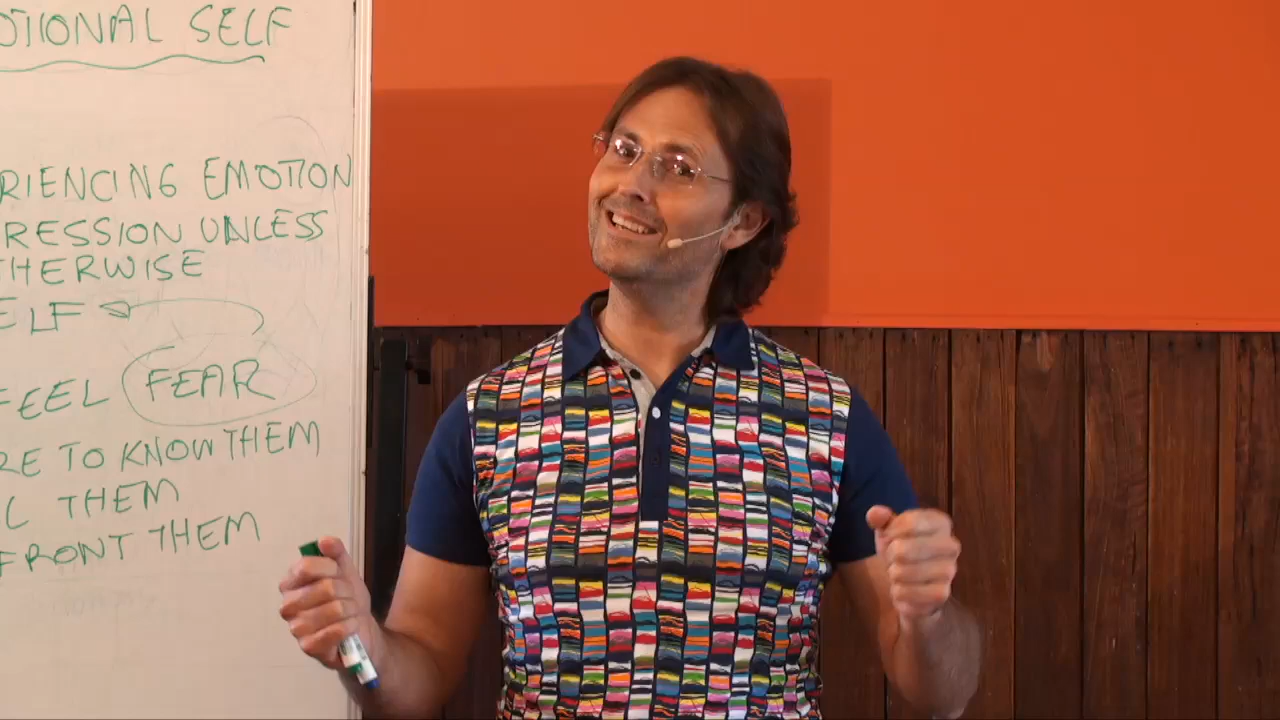 OTIONAL SELF
RIENCING EMOTION
RESSION UNLESS
THERWISE
ELF
FEEL FEAR
RE TO KNOW THEM
L THEM
FRONT THEM